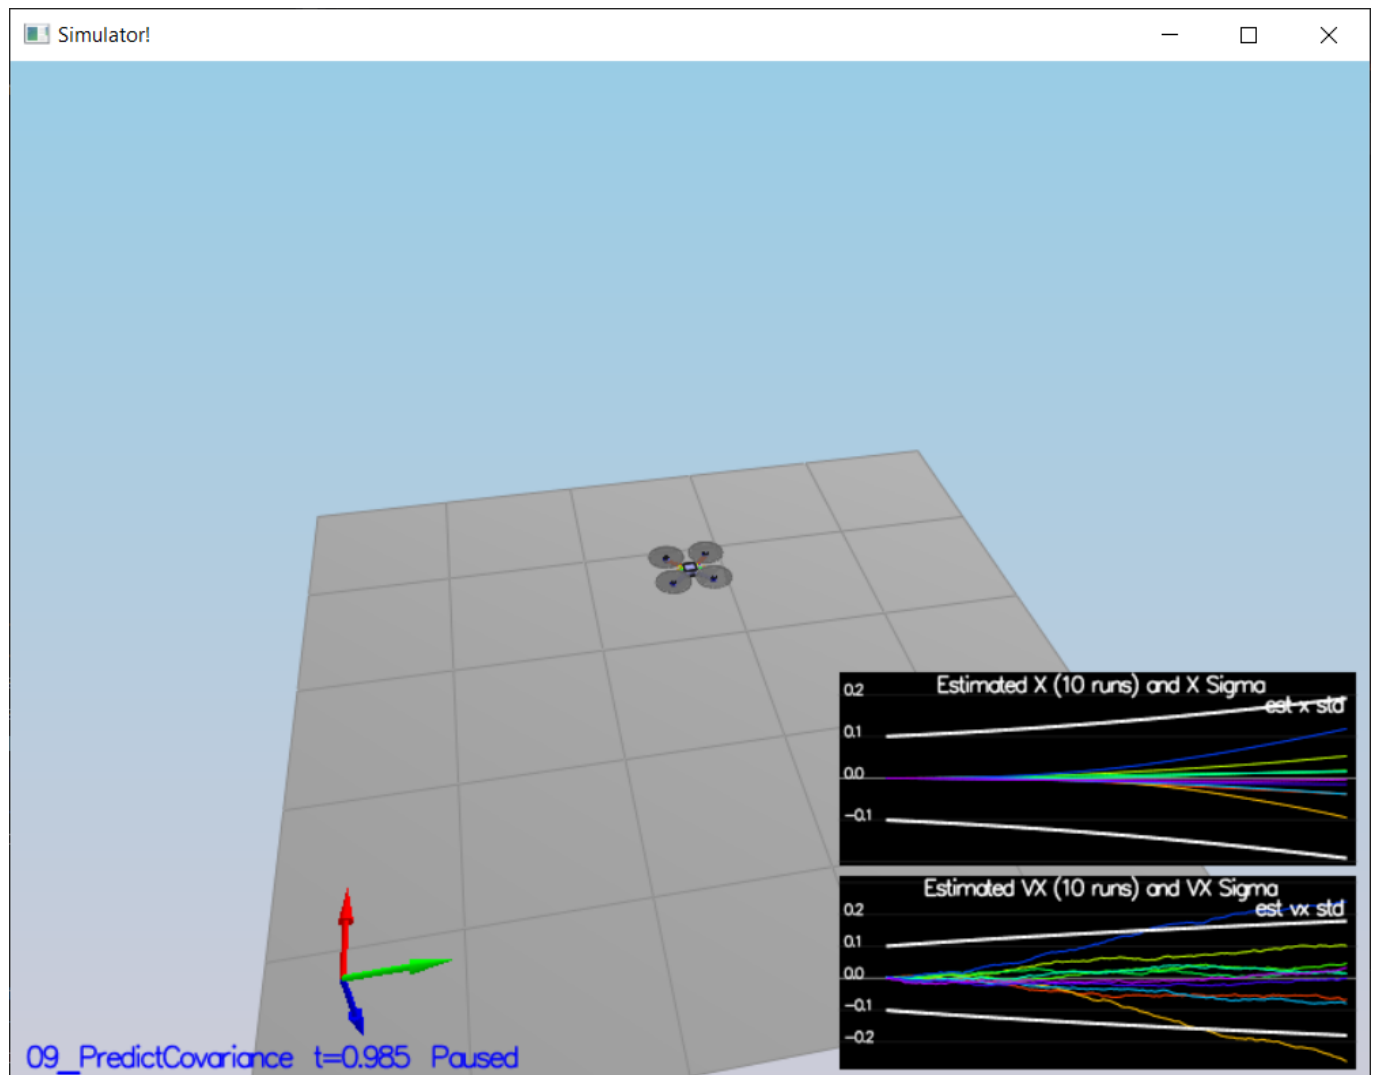 Simulator!
Estimated X (10 runs) and X Sigma
est x std
0.2
0.1
0.0
-0.1
Estimated VX (10 runs) and VX Sigma
est vx std
0.2
0.1
0.0
-0.1
-0.2
09_PredictCovariance t=0.985 Paused